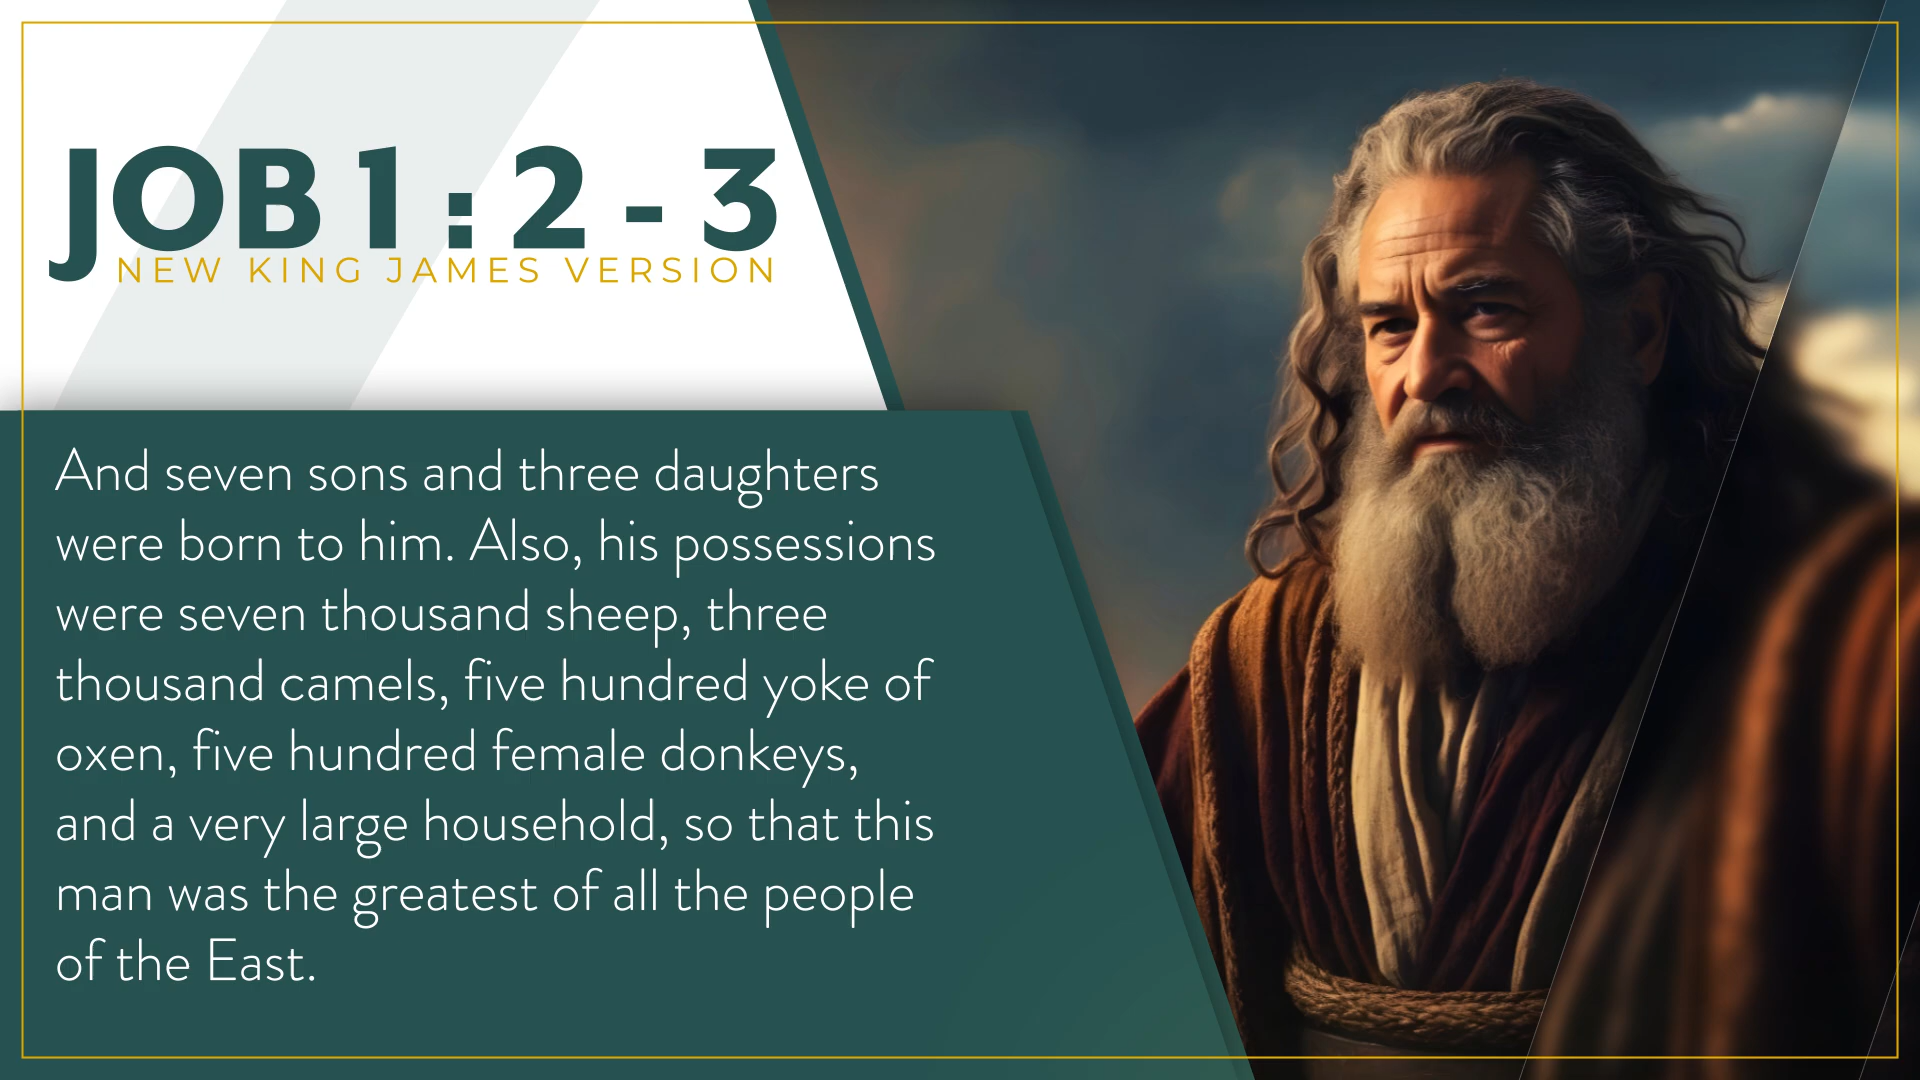 JOB 1 : 2 - 3
NEW KING JAMES VERSION
And seven sons and three daughters
were born to him. Also, his possessions
were seven thousand sheep, three
thousand camels, five hundred yoke of
oxen, five hundred female donkeys,
and a very large household, so that this
man was the greatest of all the people
of the East.